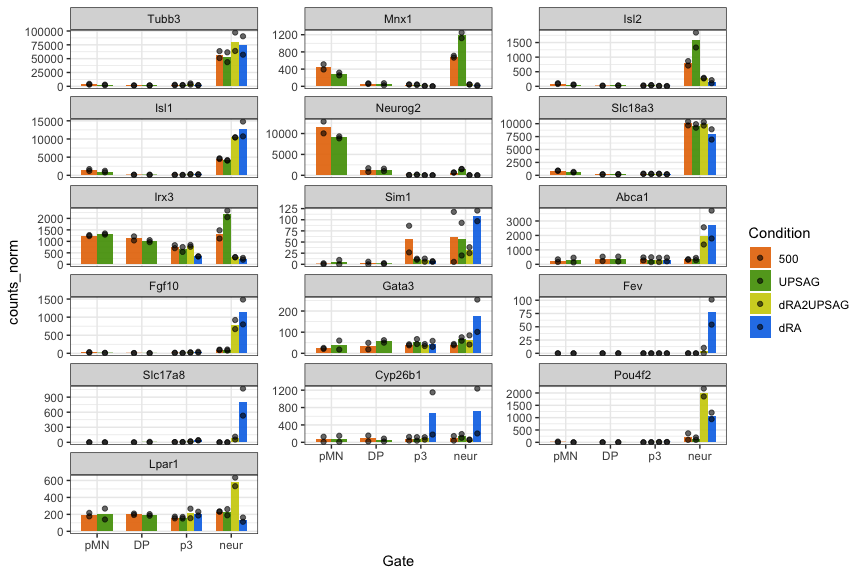 counts_norm
Tubb3
100000
75000
50000
25000
0
Mnx1
1200
800
400
0
Isl2
1500
1000
500
0
Isl1
15000
10000
5000
0
Neurog2
10000
5000
0
Slc18a3
10000
7500
5000
2500
0
Irx3
2000
1500
1000
500
0
Sim1
125
100
75
50
25
0
Abca1
3000
2000
1000
0
Fgf10
1500
1000
500
0
Gata3
200
100
0
Fev
100
75
50
25
0
Slc17a8
900
600
300
0
Cyp26b1
1200
800
400
0
pMN DP p3 neur
Pou4f2
2000
1500
1000
500
0
pMN DP p3 neur
Lpar1
600
400
200
0
pMN DP p3 neur
Gate
Condition
500
UPSAG
dRA2UPSAG
dRA